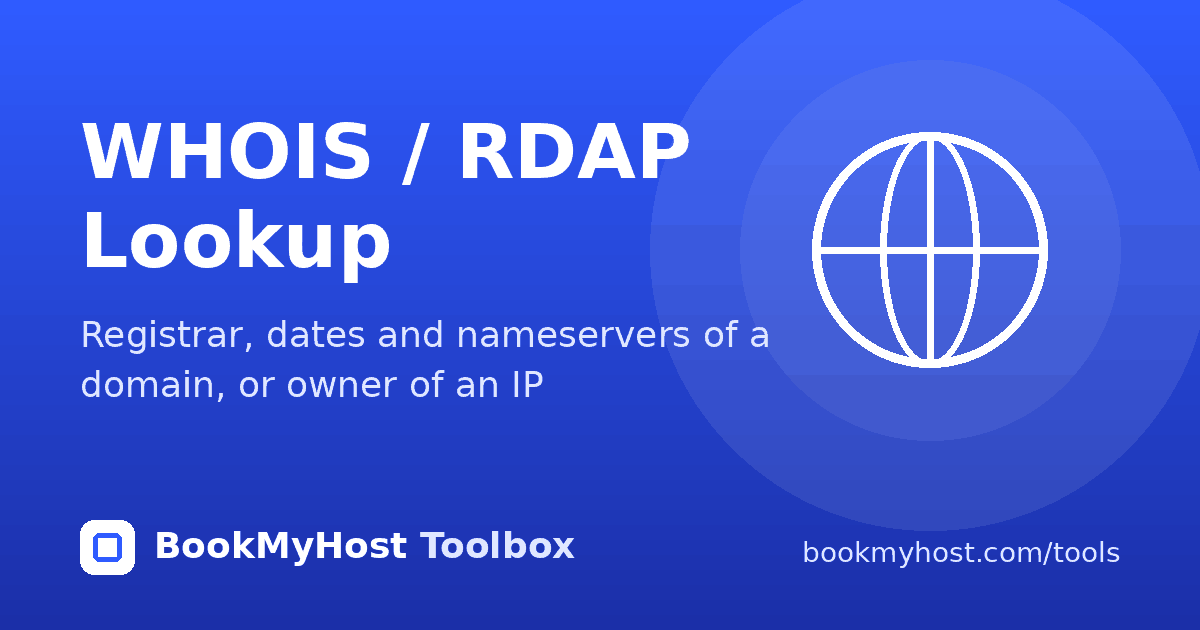 WHOIS / RDAP
Lookup
Registrar, dates and nameservers of a
domain, or owner of an IP
BookMyHost Toolbox
bookmyhost.com/tools